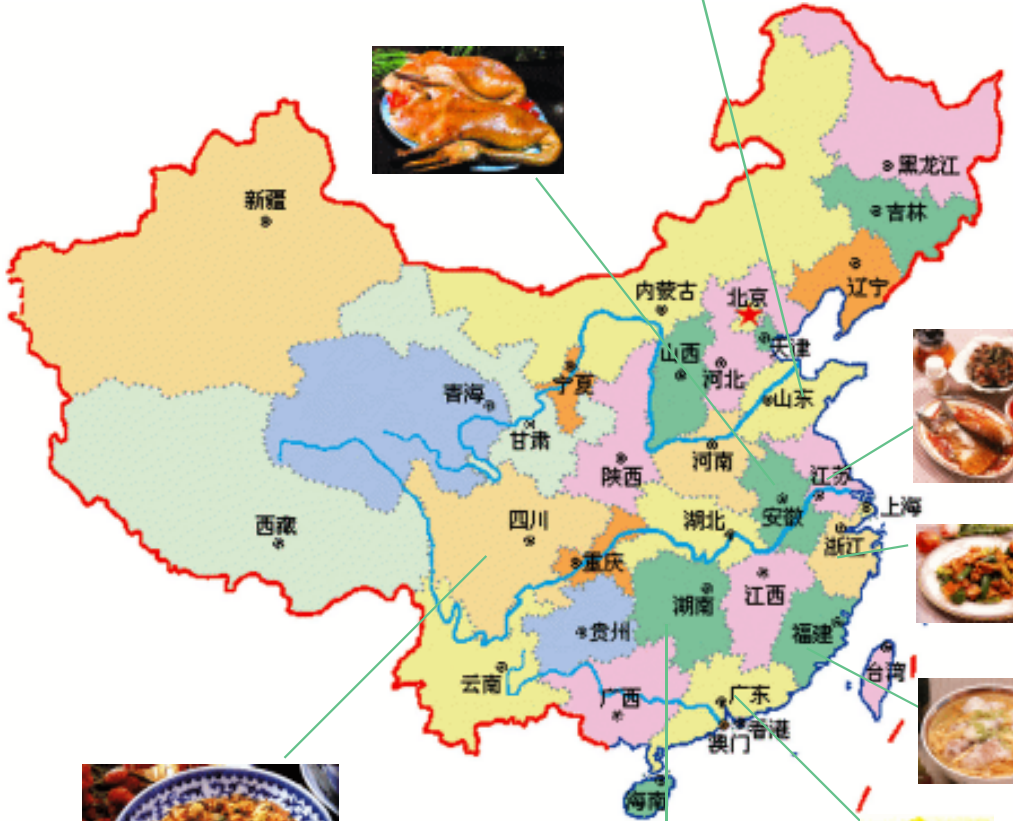 黑龙江
新疆
吉林
辽宁
内蒙古
北京
天津
山西
河北
宁夏
青海
山东
甘肃
河南
陕西
江苏
西藏
四川
湖北
安徽
上海
浙江
重庆
湖南
江西
贵州
福建
云南
台湾
广西
广东
香港
澳门
海南